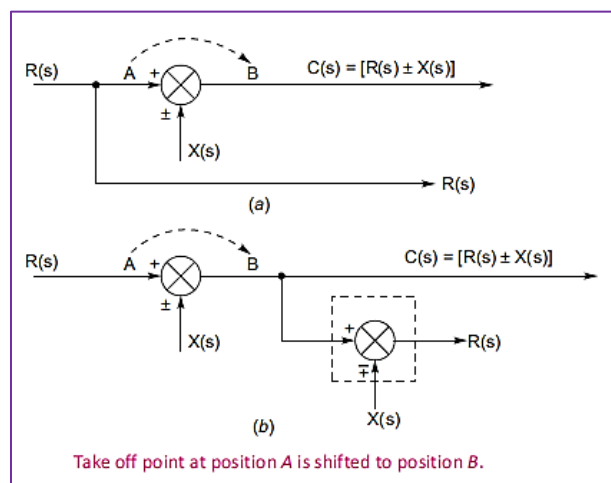 R(s) A + B C(s) = [R(s) ± X(s)]
±
X(s)
R(s)
(a)
R(s) A + B C(s) = [R(s) ± X(s)]
±
X(s)
+ R(s)
∓
X(s)
(b)
Take off point at position A is shifted to position B.